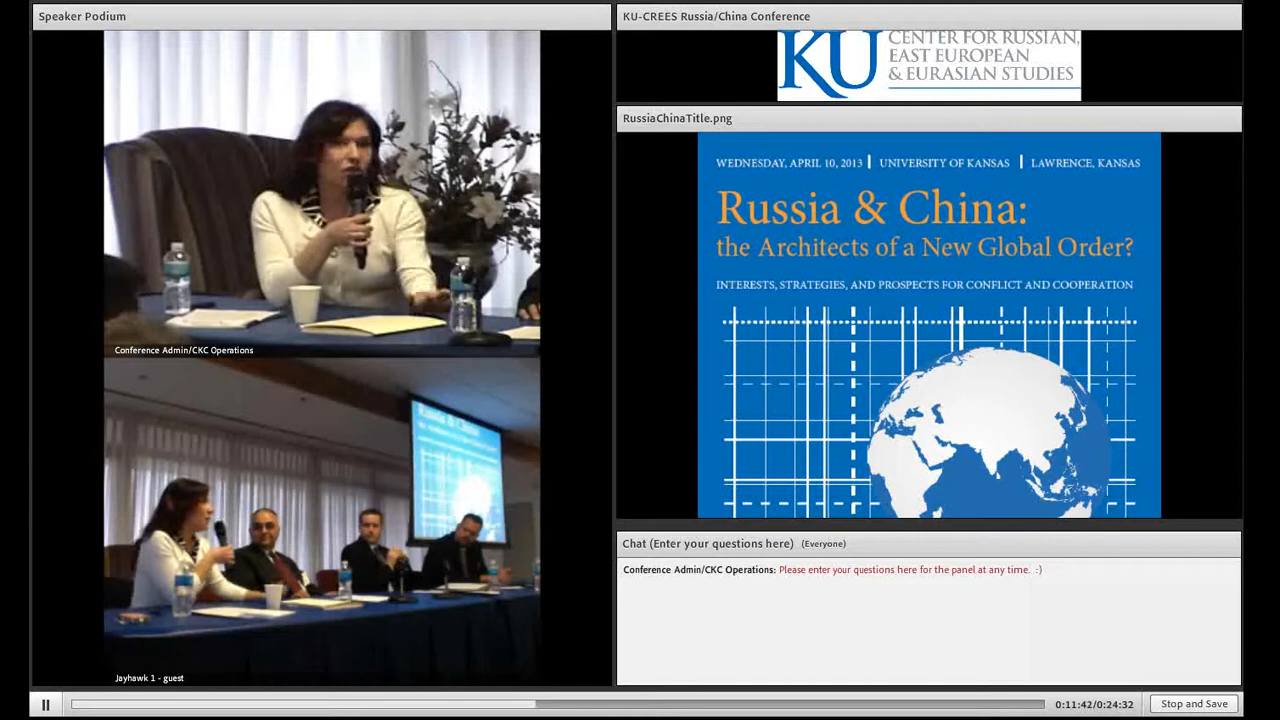 Speaker Podium
Conference Admin/CKC Operations
Russia & China
Jayhawk 1 - guest
KU-CREES Russia/China Conference
KU CENTER FOR RUSSIAN,
EAST EUROPEAN
& EURASIAN STUDIES
RussiaChinaTitle.png
WEDNESDAY, APRIL 10, 2013 | UNIVERSITY OF KANSAS | LAWRENCE, KANSAS
Russia & China:
the Architects of a New Global Order?
INTERESTS, STRATEGIES, AND PROSPECTS FOR CONFLICT AND COOPERATION
Chat (Enter your questions here) (Everyone)
Conference Admin/CKC Operations: Please enter your questions here for the panel at any time. :)
0:11:42/0:24:32
Stop and Save